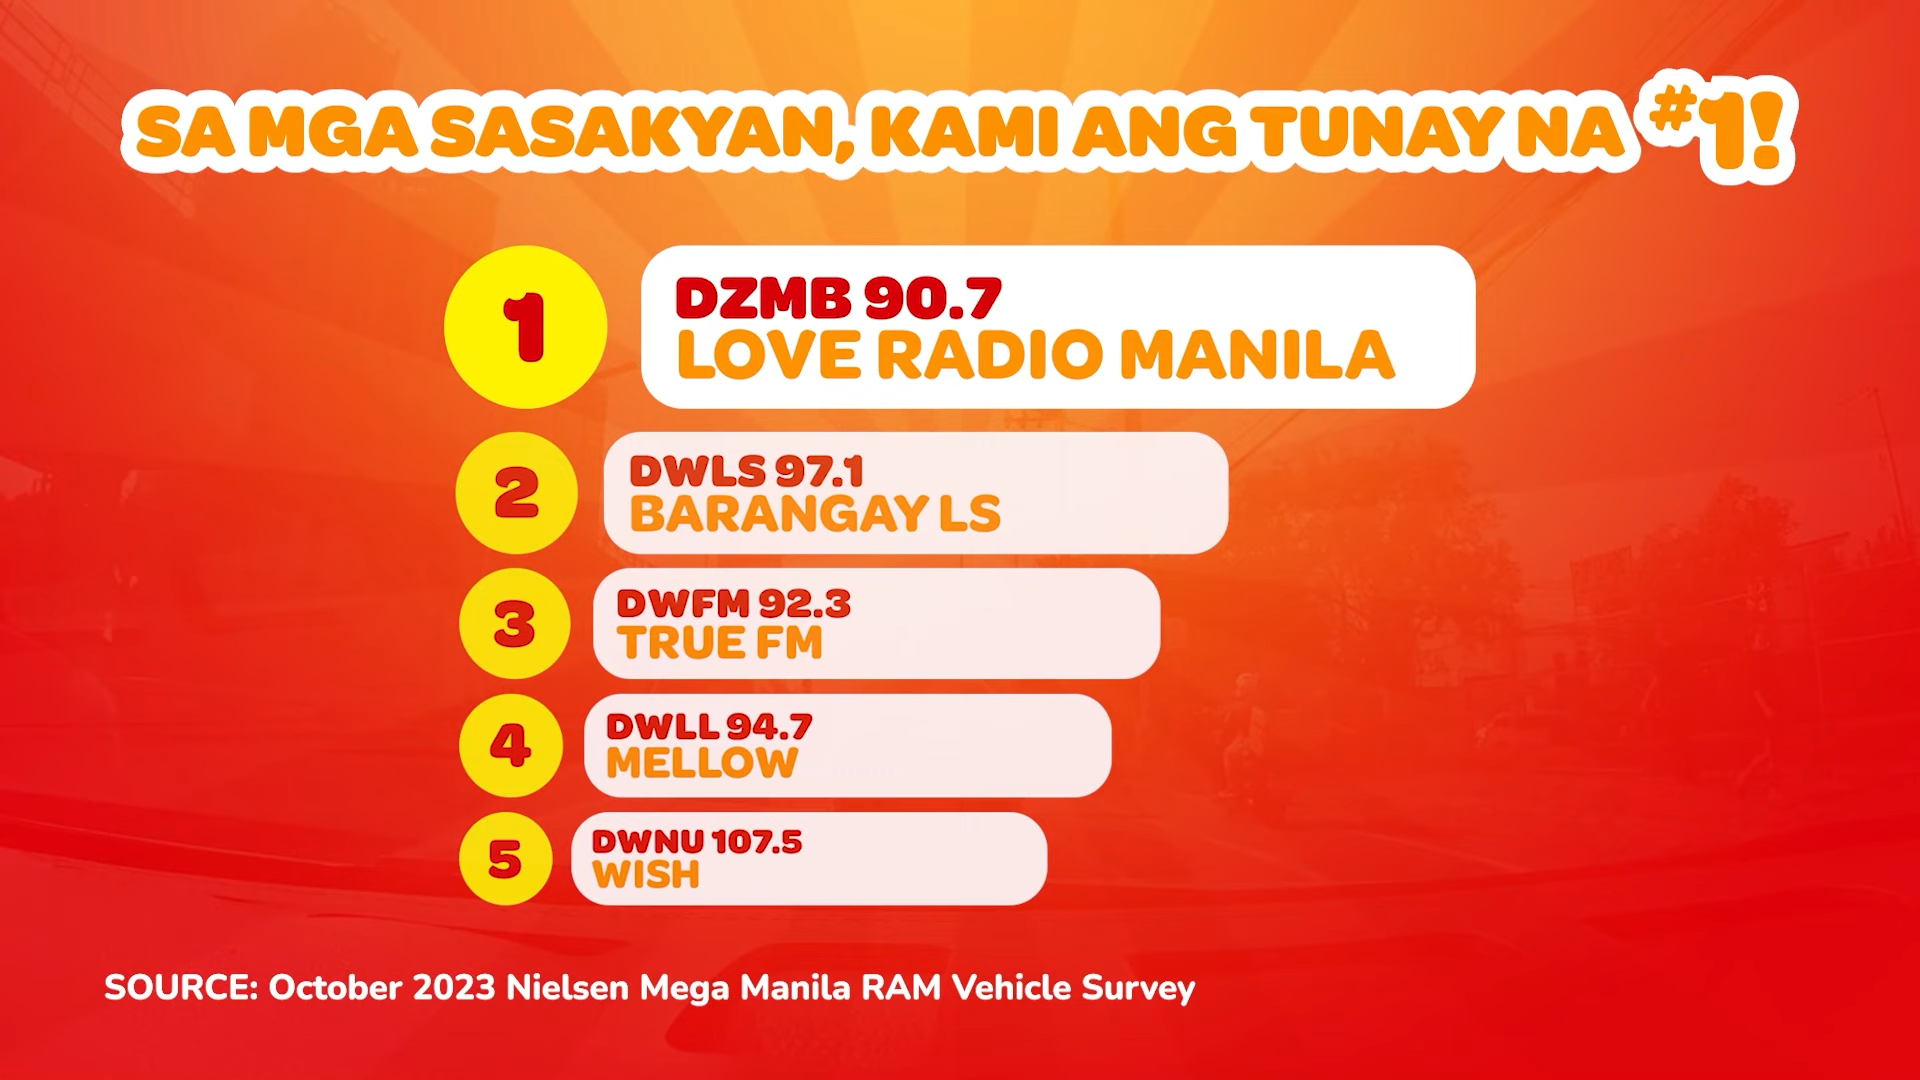 SA MGA SASAKYAN, KAMI ANG TUNAY NA #1!
1
DZMB 90.7
LOVE RADIO MANILA
2
DWLS 97.1
BARANGAY LS
3
DWFM 92.3
TRUE FM
4
DWLL 94.7
MELLOW
5
DWNU 107.5
WISH
SOURCE: October 2023 Nielsen Mega Manila RAM Vehicle Survey